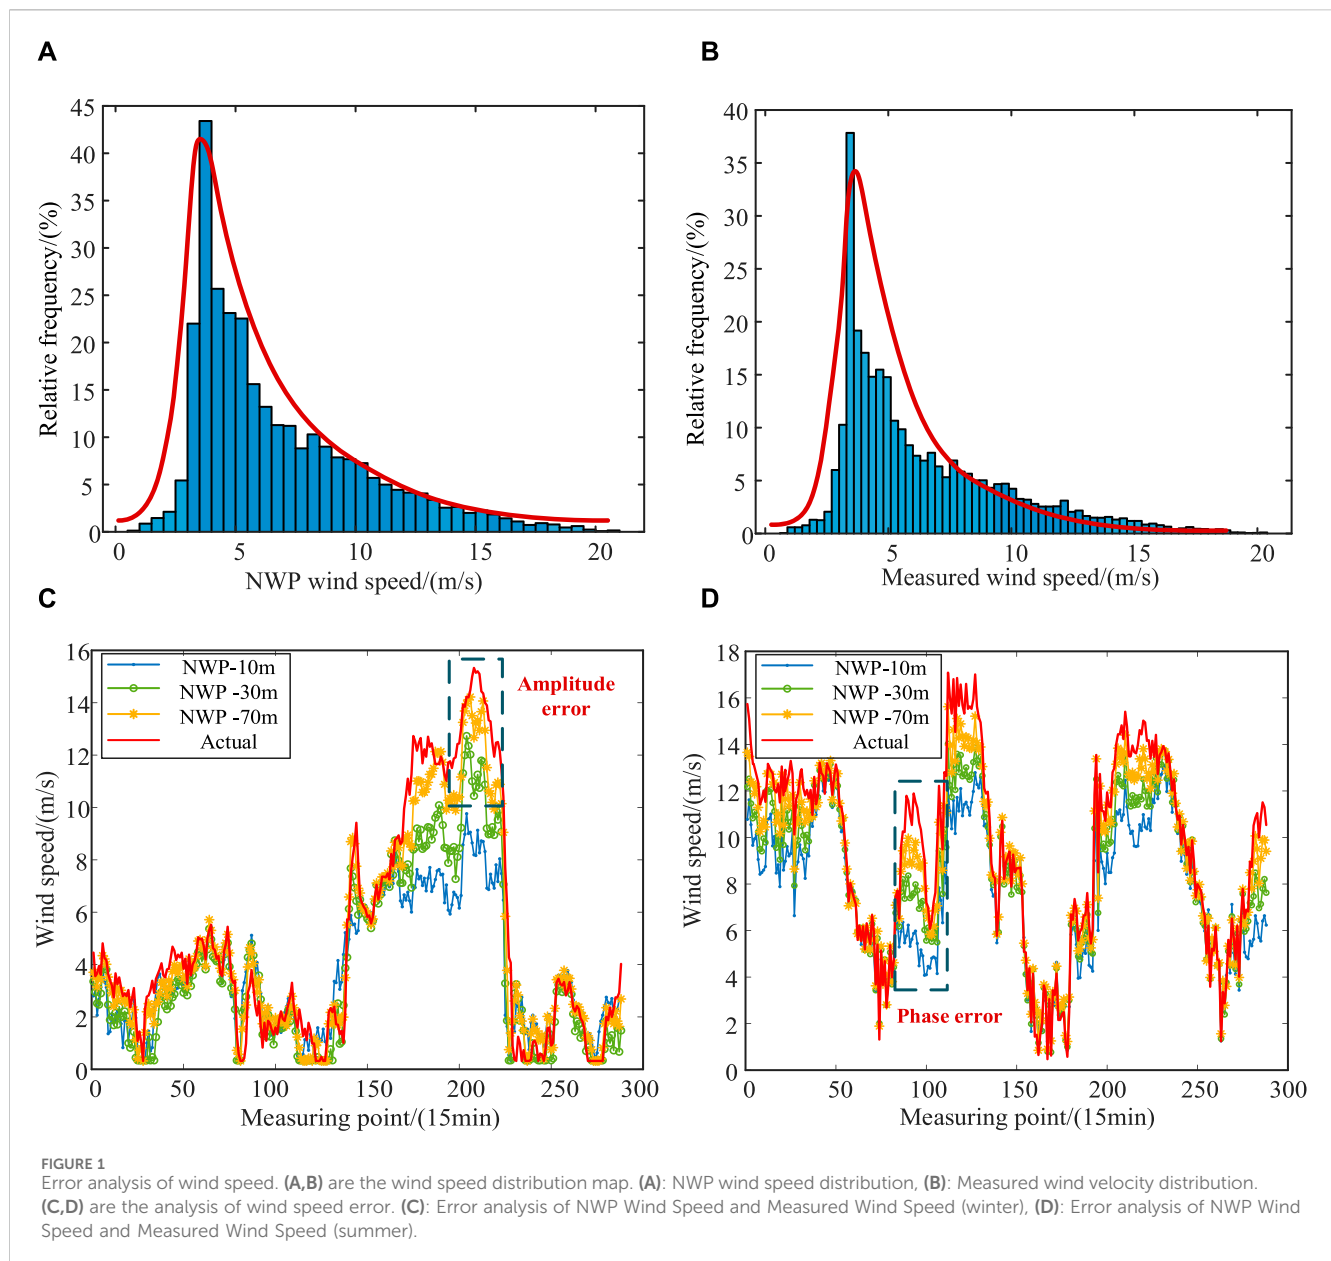 A
B
45
40
35
30
25
20
15
10
5
0
Relative frequency/(%)
0
5
10
15
20
NWP wind speed/(m/s)
40
35
30
25
20
15
10
5
0
Relative frequency/(%)
0
5
10
15
20
Measured wind speed/(m/s)
C
D
16
14
12
10
8
6
4
2
0
Wind speed/(m/s)
NWP-10m
NWP -30m
NWP -70m
Actual
Amplitude
error
0
50
100
150
200
250
300
Measuring point/(15min)
18
16
14
12
10
8
6
4
2
0
Wind speed/(m/s)
NWP-10m
NWP -30m
NWP -70m
Actual
Phase error
0
50
100
150
200
250
300
Measuring point/(15min)
FIGURE 1
Error analysis of wind speed. (A,B) are the wind speed distribution map. (A): NWP wind speed distribution, (B): Measured wind velocity distribution.
(C,D) are the analysis of wind speed error. (C): Error analysis of NWP Wind Speed and Measured Wind Speed (winter), (D): Error analysis of NWP Wind
Speed and Measured Wind Speed (summer).